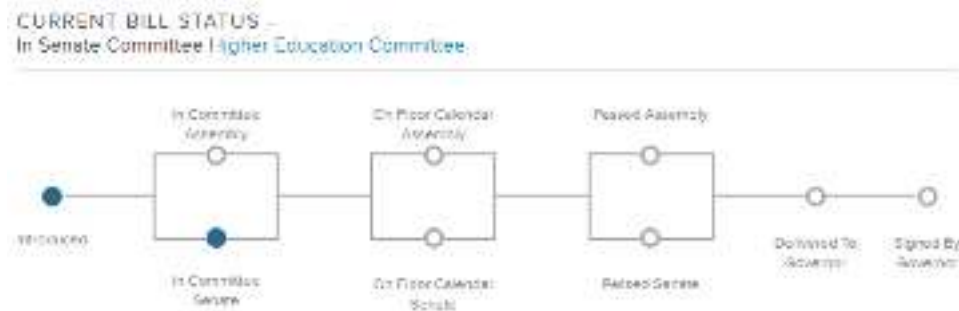 CURRENT BILL STATUS -
In Senate Committee Higher Education Committee
In Committee
Assembly
On Floor Calendar
Assembly
Passed Assembly
Introduced
In Committee
Senate
On Floor Calendar
Senate
Passed Senate
Delivered To
Governor
Signed By
Governor